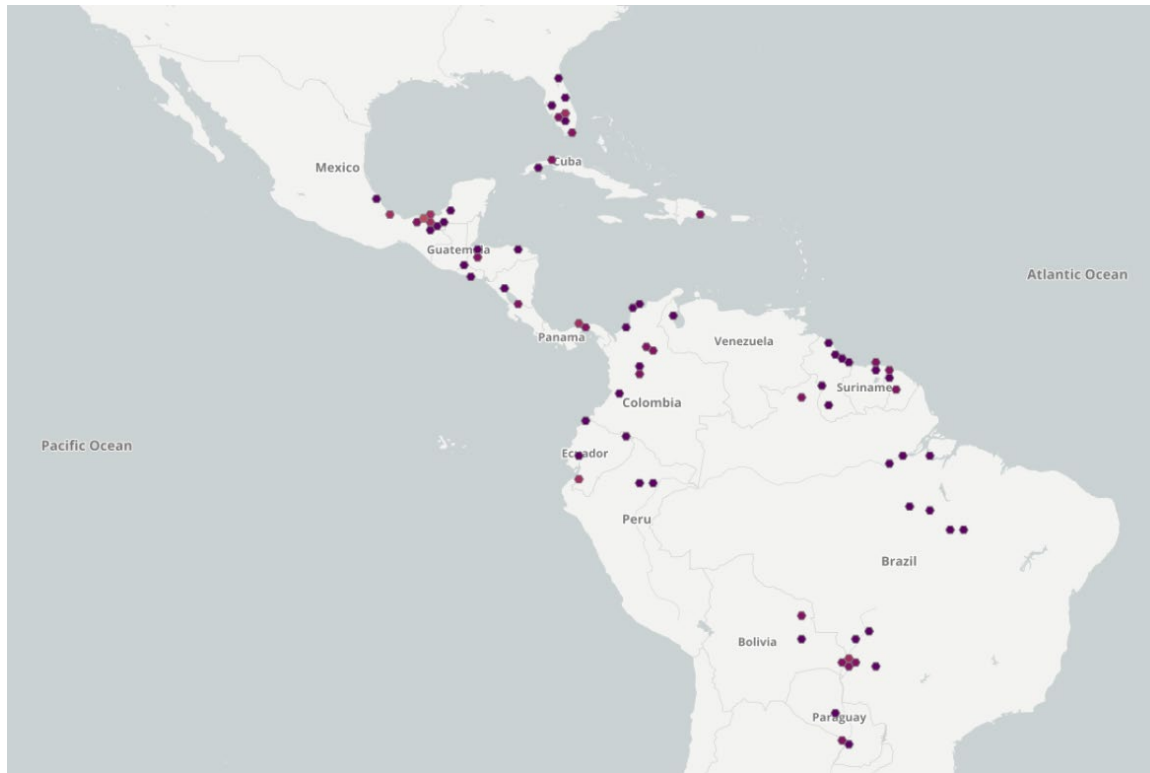 Mexico
Cuba
Guatemala
Atlantic Ocean
Panama
Venezuela
Suriname
Colombia
Pacific Ocean
Ecuador
Peru
Brazil
Bolivia
Paraguay